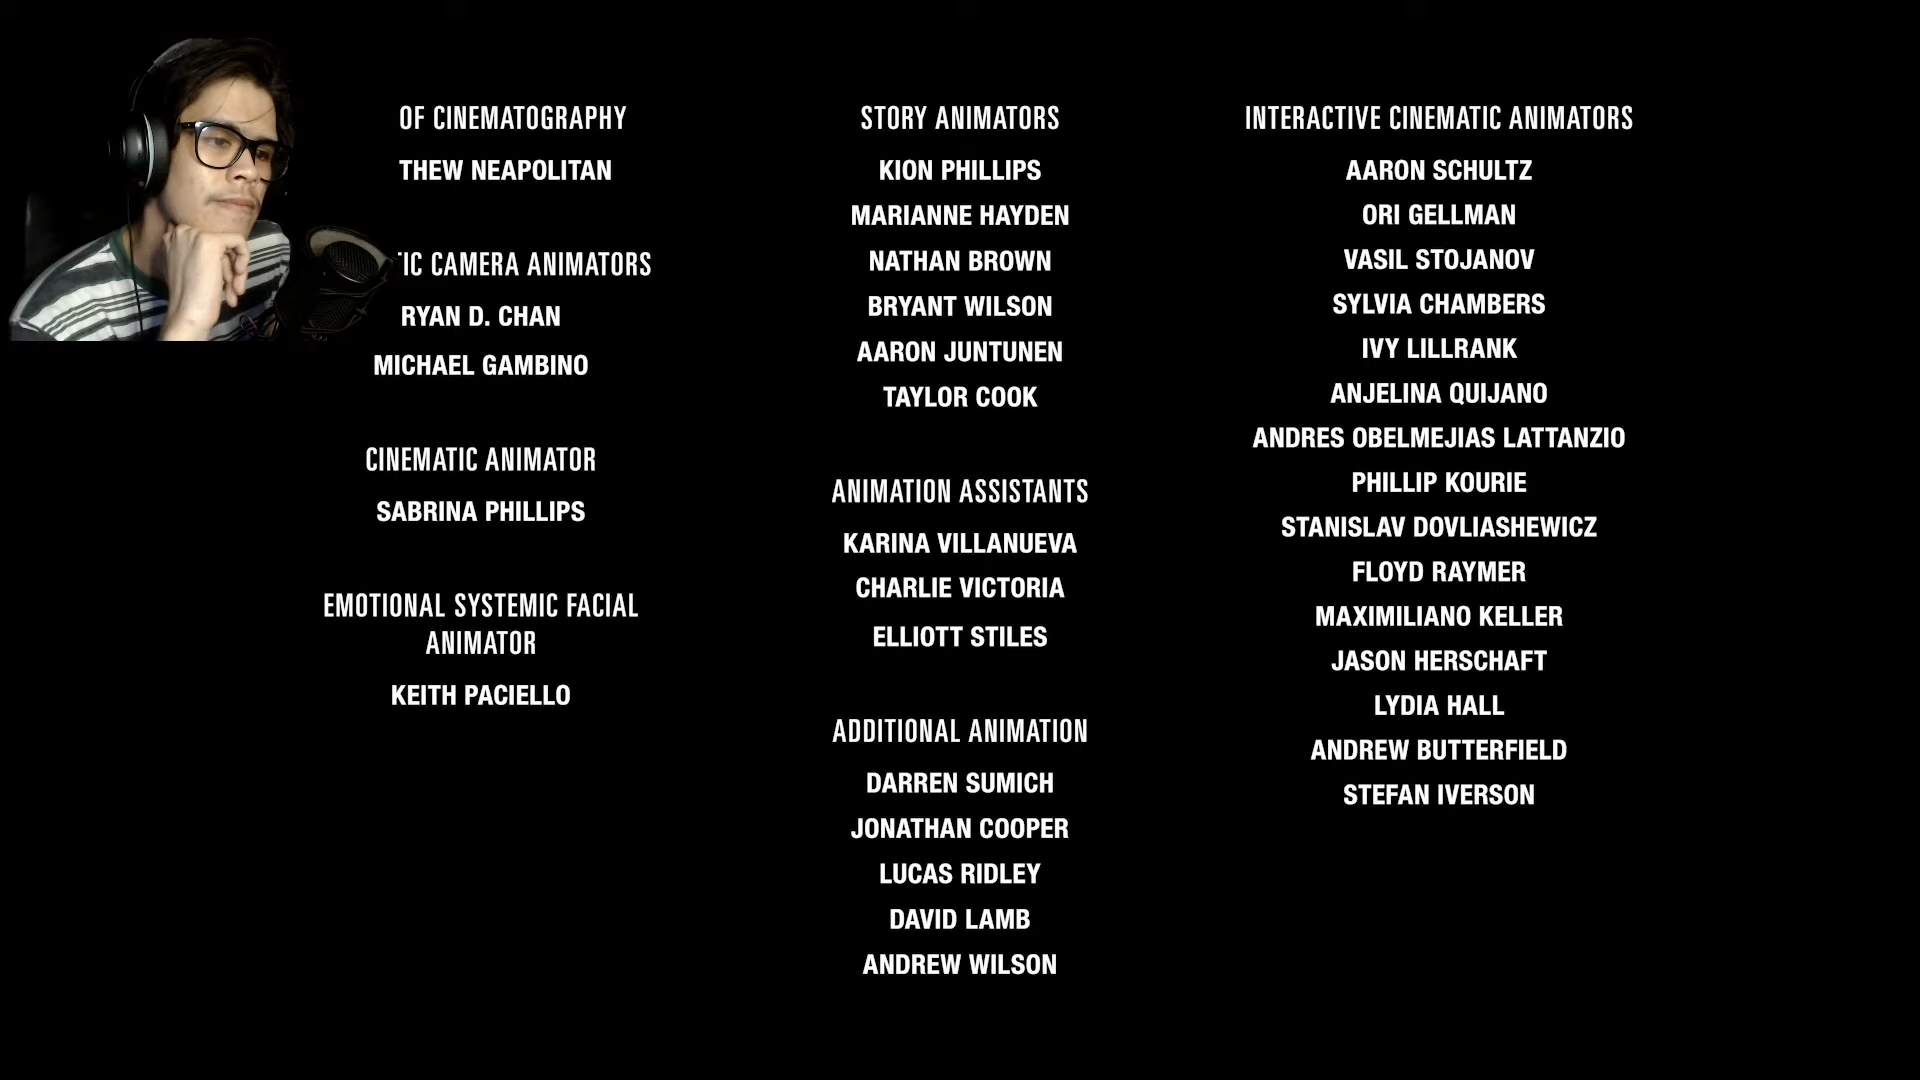 OF CINEMATOGRAPHY
THEW NEAPOLITAN
CAMERA ANIMATORS
RYAN D. CHAN
MICHAEL GAMBINO
CINEMATIC ANIMATOR
SABRINA PHILLIPS
EMOTIONAL SYSTEMIC FACIAL
ANIMATOR
KEITH PACIELLO
STORY ANIMATORS
KION PHILLIPS
MARIANNE HAYDEN
NATHAN BROWN
BRYANT WILSON
AARON JUNTUNEN
TAYLOR COOK
ANIMATION ASSISTANTS
KARINA VILLANUEVA
CHARLIE VICTORIA
ELLIOTT STILES
ADDITIONAL ANIMATION
DARREN SUMICH
JONATHAN COOPER
LUCAS RIDLEY
DAVID LAMB
ANDREW WILSON
INTERACTIVE CINEMATIC ANIMATORS
AARON SCHULTZ
ORI GELLMAN
VASIL STOJANOV
SYLVIA CHAMBERS
IVY LILLRANK
ANJELINA QUIJANO
ANDRES OBELMEJIAS LATTANZIO
PHILLIP KOURIE
STANISLAV DOVLIASHEWICZ
FLOYD RAYMER
MAXIMILIANO KELLER
JASON HERSCHAFT
LYDIA HALL
ANDREW BUTTERFIELD
STEFAN IVERSON